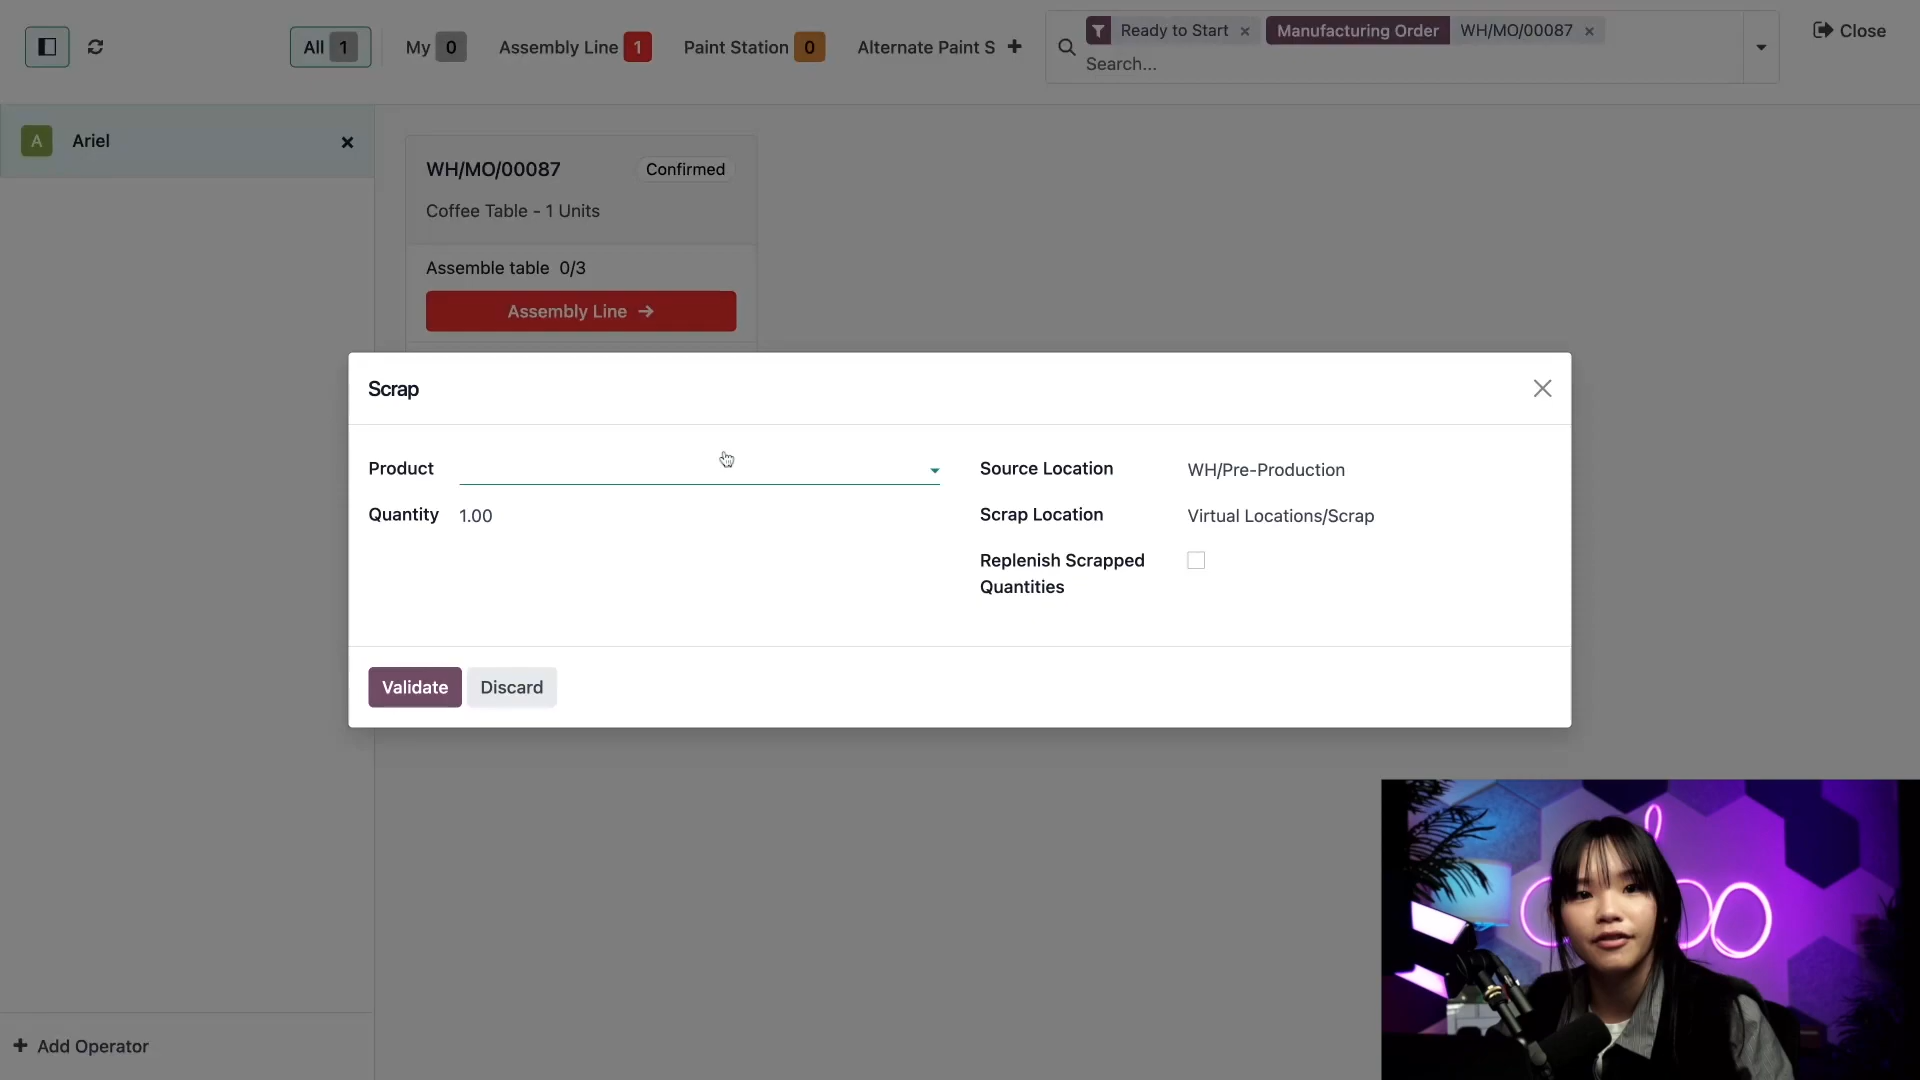 All 1
My 0
Assembly Line 1
Paint Station 0
Alternate Paint S
Ready to Start
Manufacturing Order WH/MO/00087
Search...
Close
A Ariel
WH/MO/00087 Confirmed
Coffee Table - 1 Units
Assemble table 0/3
Assembly Line
Scrap
Product
Quantity 1.00
Source Location WH/Pre-Production
Scrap Location Virtual Locations/Scrap
Replenish Scrapped
Quantities
Validate
Discard
Add Operator